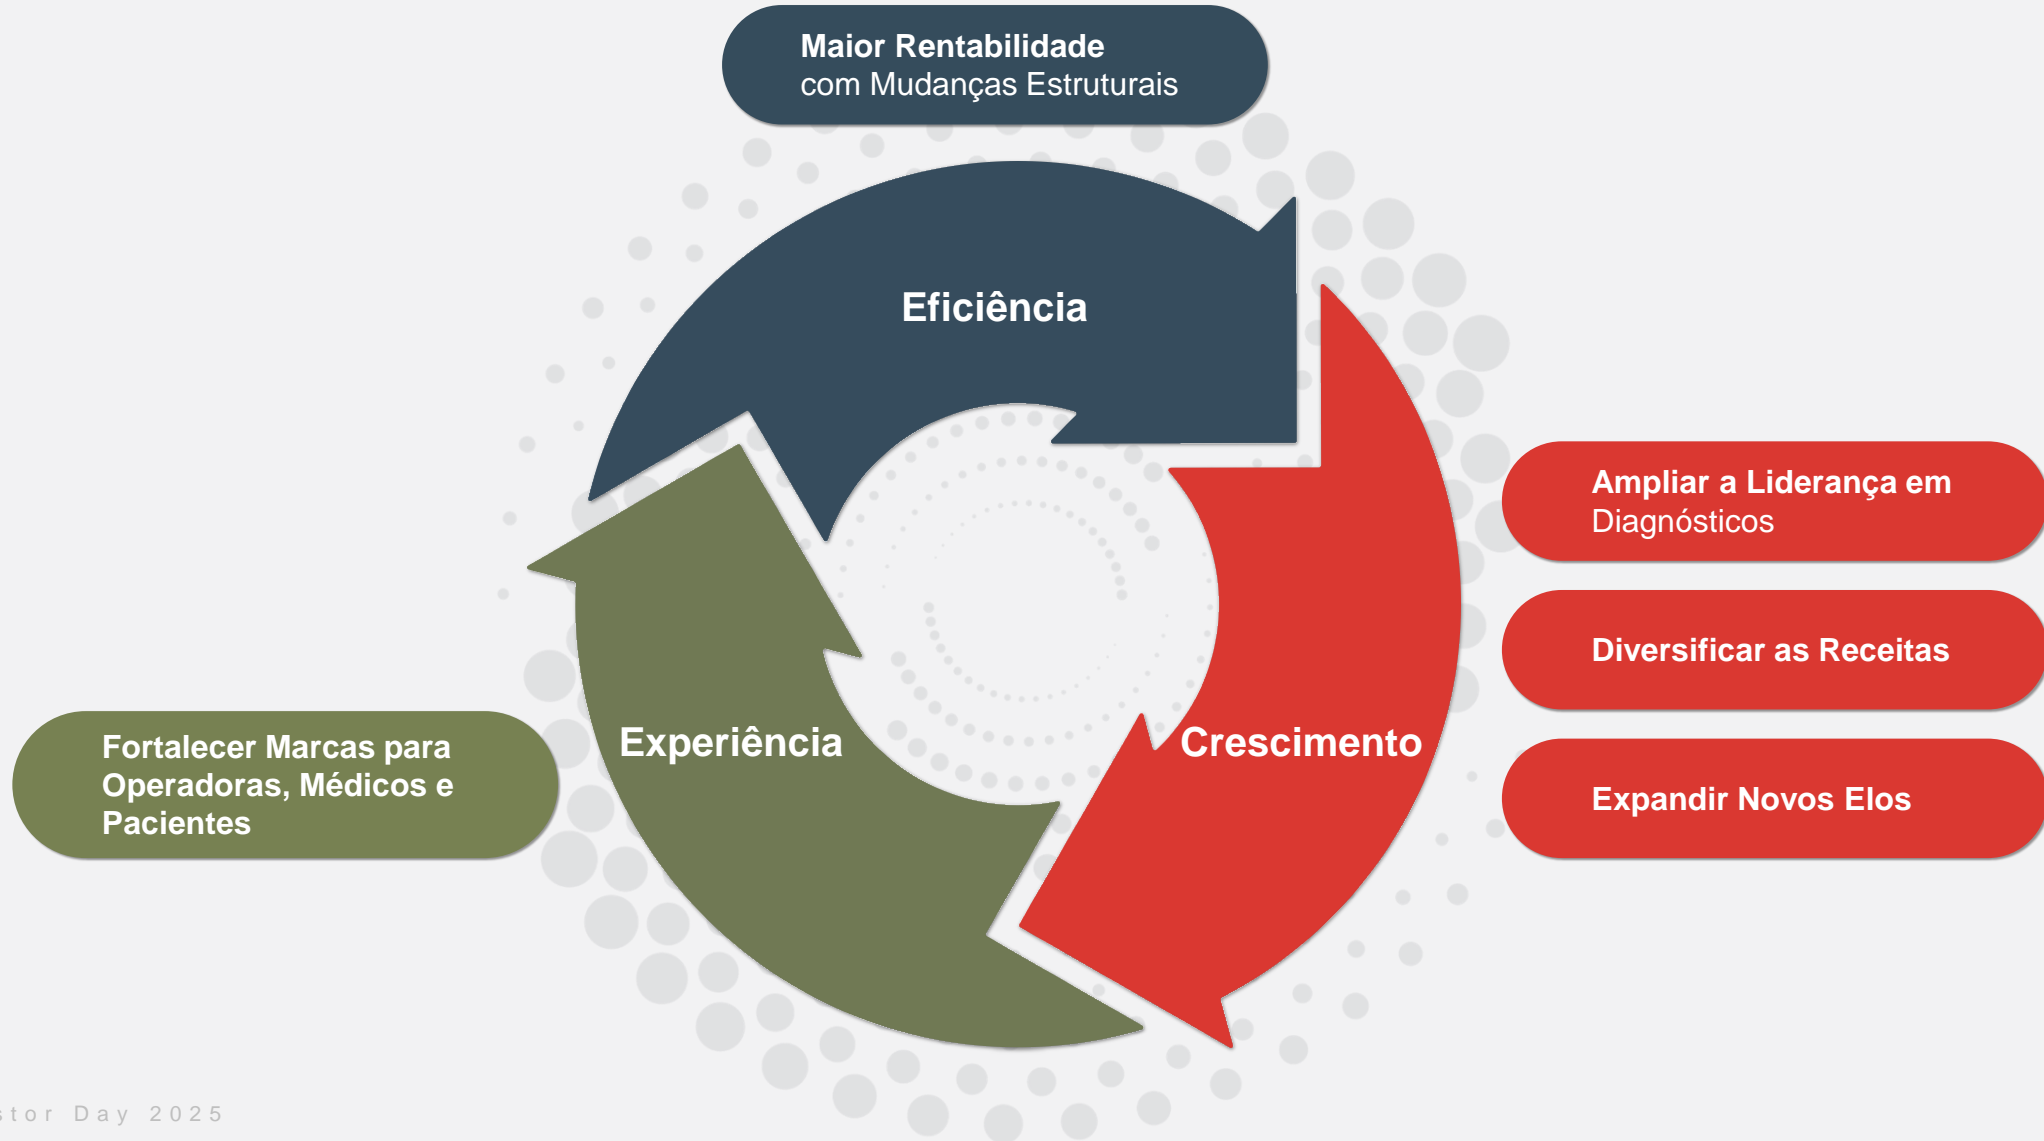 Maior Rentabilidade
com Mudanças Estruturais
Eficiência
Ampliar a Liderança em
Diagnósticos
Diversificar as Receitas
Expandir Novos Elos
Crescimento
Experiência
Fortalecer Marcas para
Operadoras, Médicos e
Pacientes
stor Day 2025